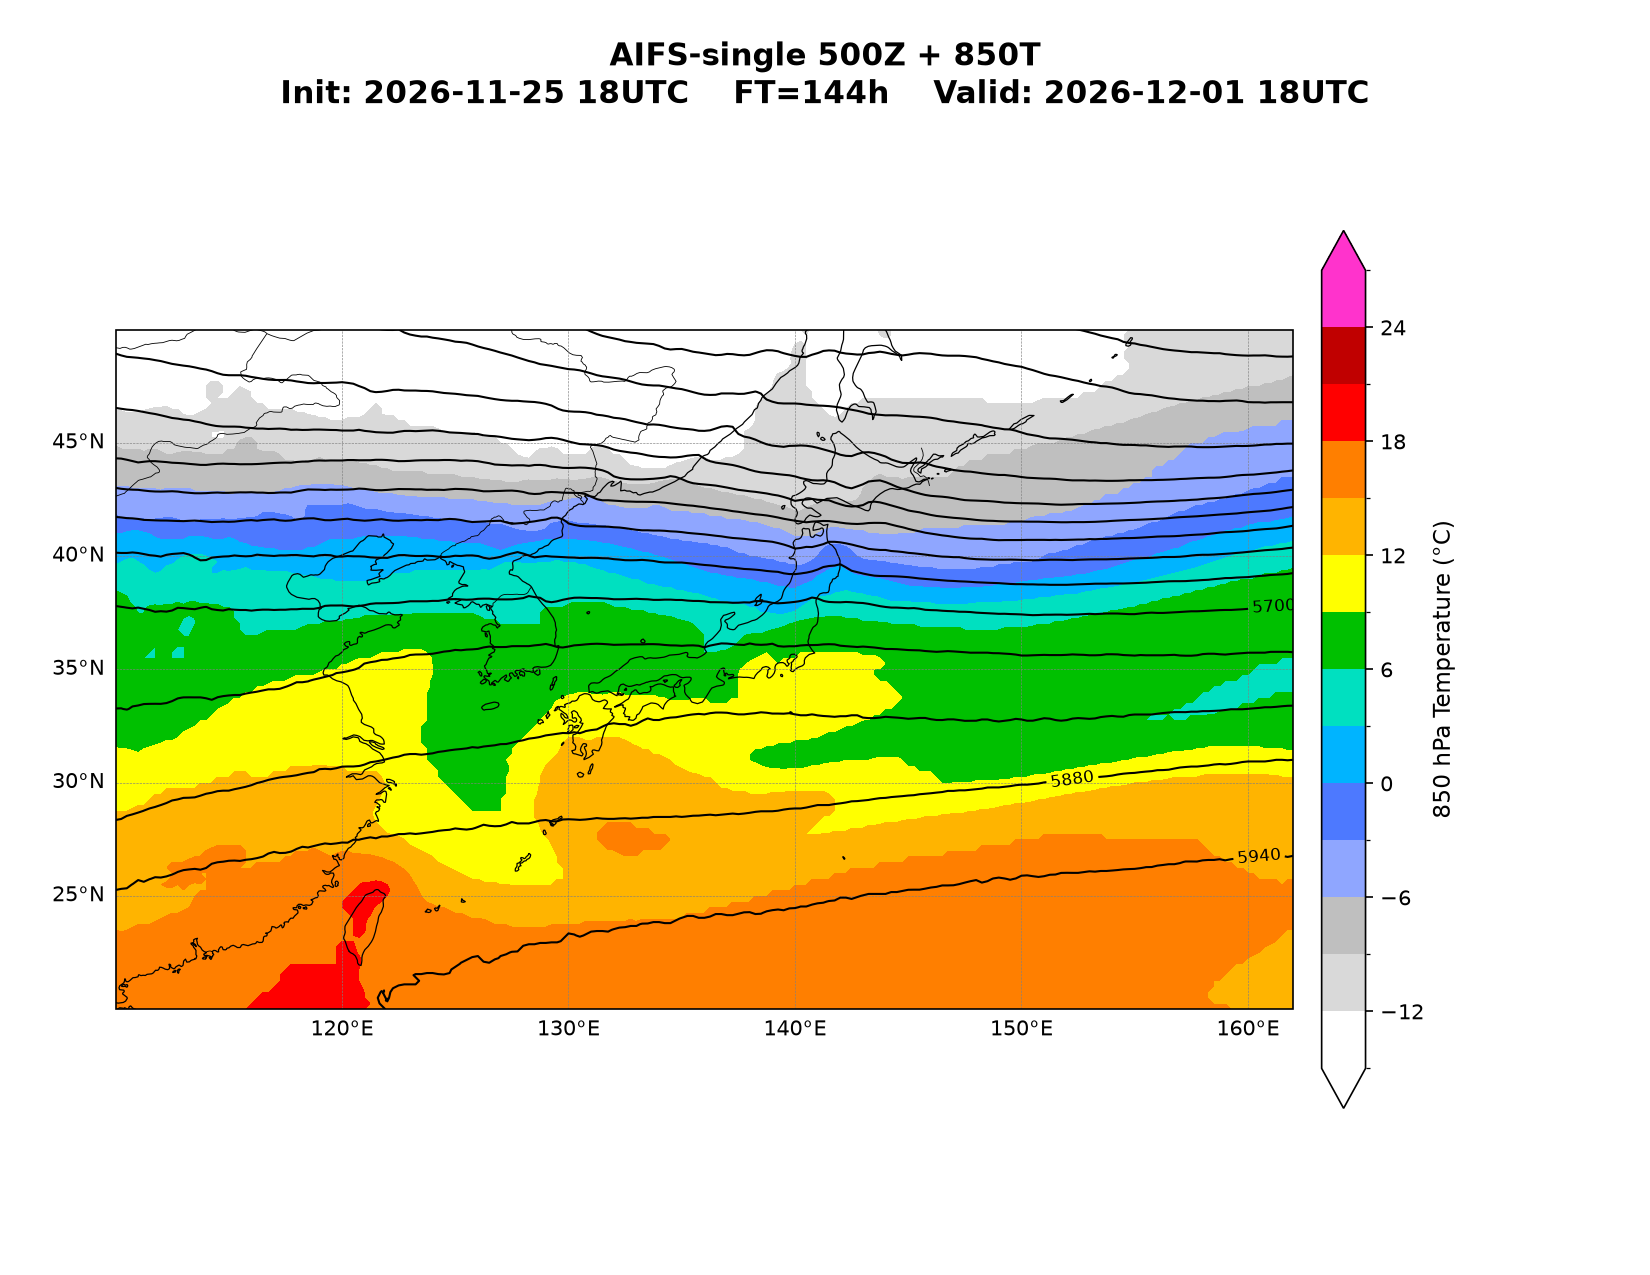 AIFS-single 500Z + 850T
Init: 2026-11-25 18UTC    FT=144h    Valid: 2026-12-01 18UTC
24
18
12
6
0
−6
−12
850 hPa Temperature (°C)
45°N
40°N
35°N
30°N
25°N
5700
5880
5940
120°E
130°E
140°E
150°E
160°E